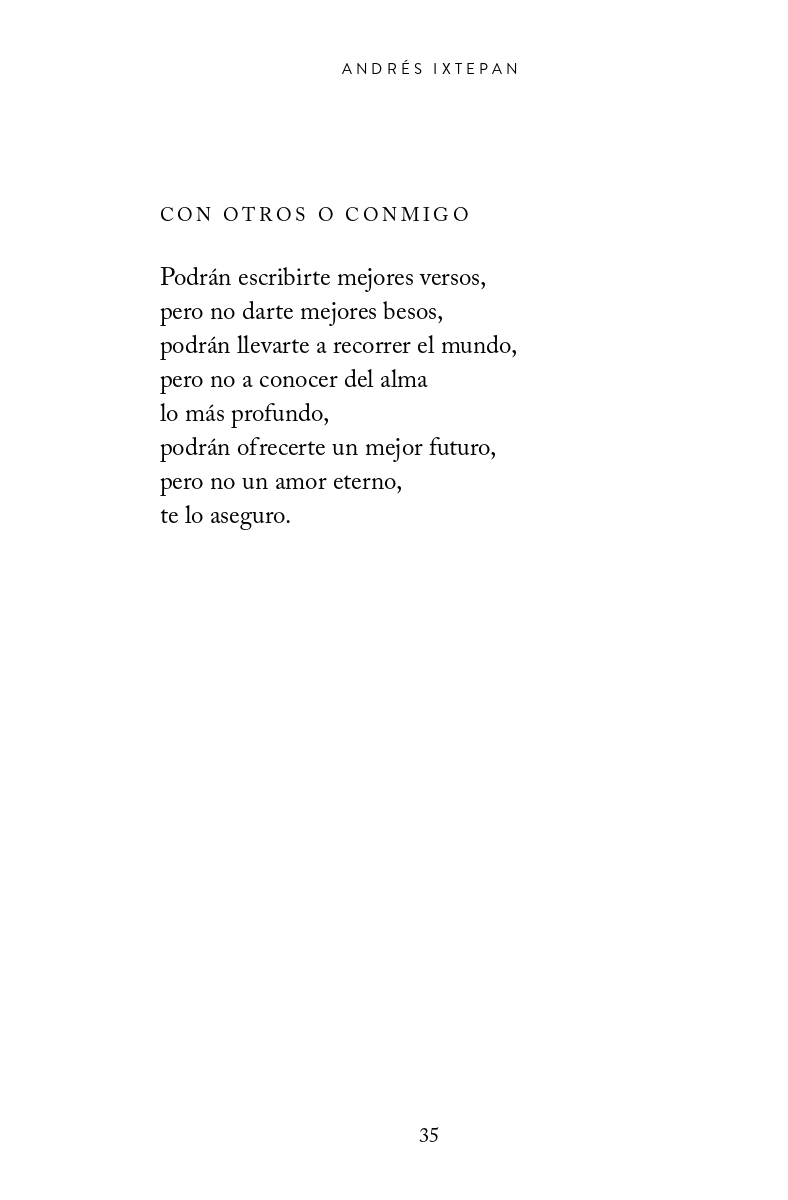 ANDRÉS IXTEPAN
CON OTROS O CONMIGO
Podrán escribirte mejores versos,
pero no darte mejores besos,
podrán llevarte a recorrer el mundo,
pero no a conocer del alma
lo más profundo,
podrán ofrecerte un mejor futuro,
pero no un amor eterno,
te lo aseguro.
35